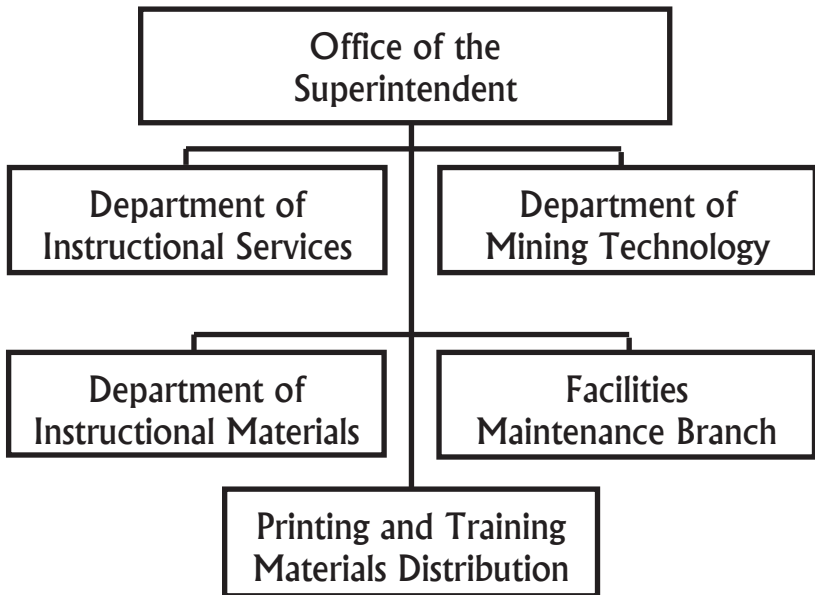 Office of the
Superintendent
Department of
Instructional Services
Department of
Mining Technology
Department of
Instructional Materials
Facilities
Maintenance Branch
Printing and Training
Materials Distribution